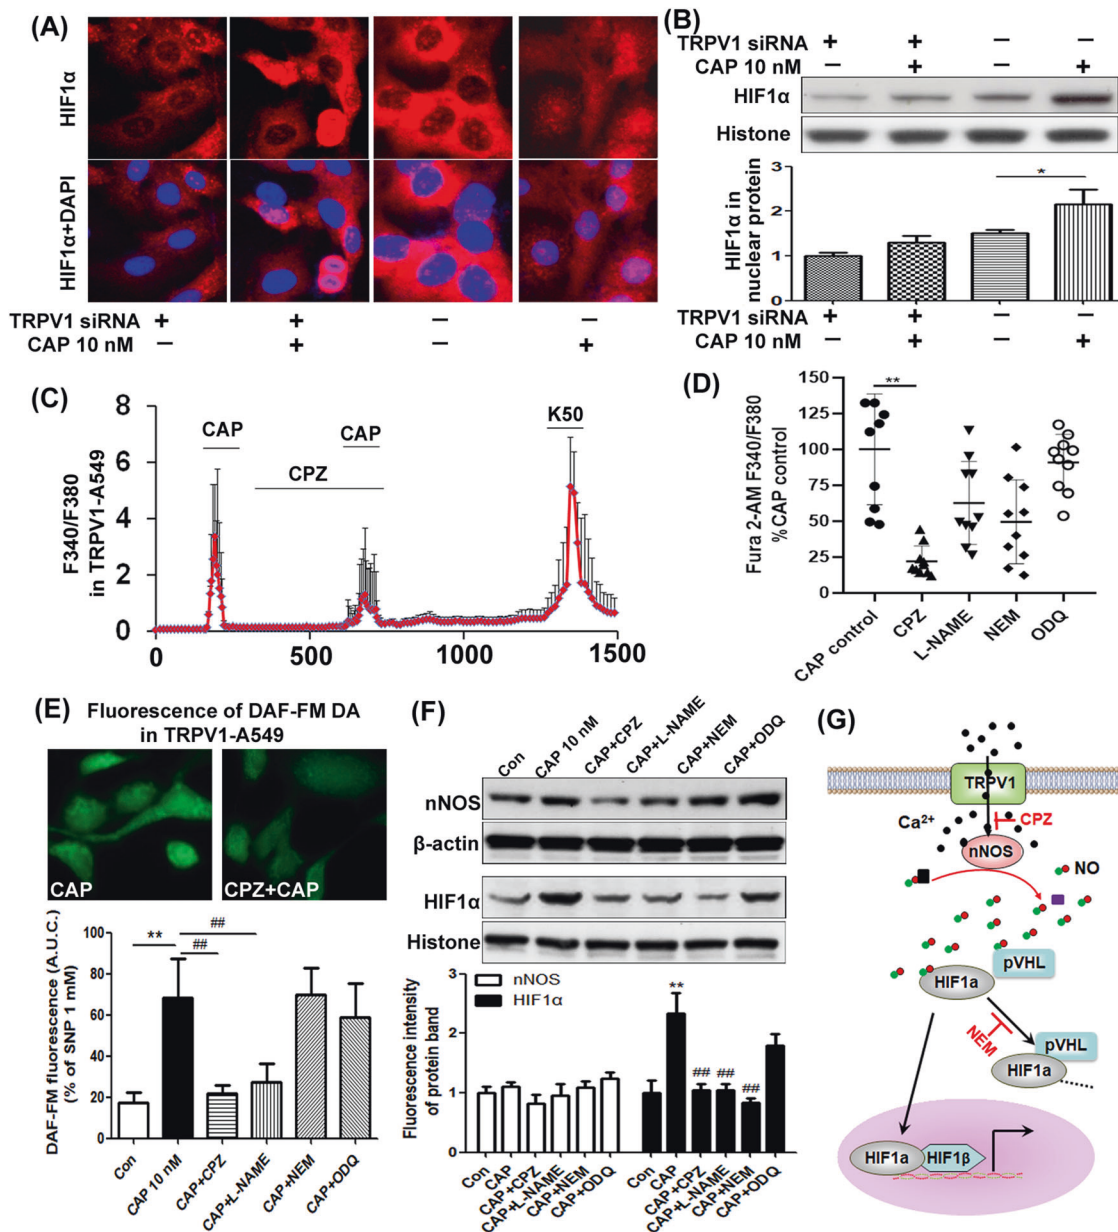 (A)
HIF1α
HIF1α+DAPI
TRPV1 siRNA + + − −
CAP 10 nM − + − +
(B)
TRPV1 siRNA + + − −
CAP 10 nM − + − +
HIF1α
Histone
HIF1α in
nuclear protein
3
2
1
0
*
TRPV1 siRNA + + − −
CAP 10 nM − + − +
(C)
F340/F380
in TRPV1-A549
8
6
4
2
0
CAP
CPZ
CAP
K50
0 500 1000 1500
(D)
Fura 2-AM F340/F380
%CAP control
150
125
100
75
50
25
0
**
CAP control
CPZ
L-NAME
NEM
ODQ
(E)
Fluorescence of DAF-FM DA
in TRPV1-A549
CAP
CPZ+CAP
DAF-FM fluorescence (A.U.C.)
(% of SNP 1 mM)
100
80
60
40
20
0
**
##
##
Con
CAP 10 nM
CAP+CPZ
CAP+L-NAME
CAP+NEM
CAP+ODQ
(F)
Con
CAP 10 nM
CAP+CPZ
CAP+L-NAME
CAP+NEM
CAP+ODQ
nNOS
β-actin
HIF1α
Histone
Fluorescence intensity
of protein band
3
2
1
0
nNOS
HIF1α
**
## ## ##
Con
CAP
CAP+CPZ
CAP+L-NAME
CAP+NEM
CAP+ODQ
Con
CAP
CAP+CPZ
CAP+L-NAME
CAP+NEM
CAP+ODQ
(G)
TRPV1
Ca2+
CPZ
nNOS
NO
pVHL
HIF1a
NEM
pVHL
HIF1a
HIF1a
HIF1β